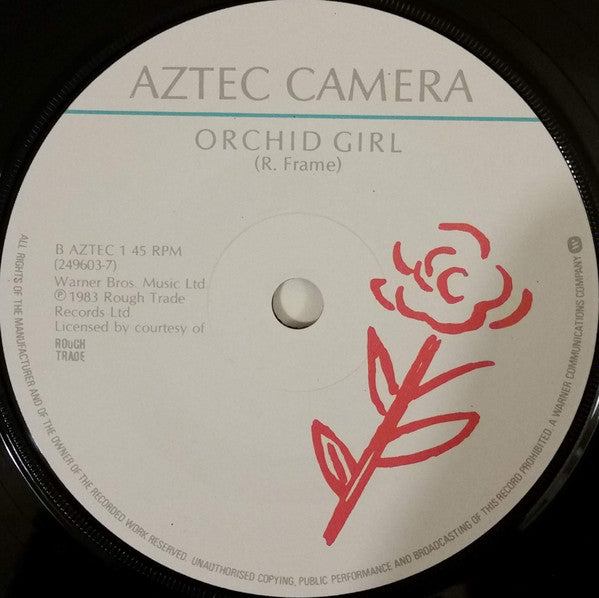 AZTEC CAMERA
ORCHID GIRL
(R. Frame)
B AZTEC 1 45 RPM
(249603-7)
Warner Bros. Music Ltd
℗ 1983 Rough Trade
Records Ltd
Licensed by courtesy of
ROUGH
TRADE
ALL RIGHTS OF THE MANUFACTURER AND OF THE OWNER OF THE RECORDED WORK RESERVED. UNAUTHORISED COPYING, PUBLIC PERFORMANCE AND BROADCASTING OF THIS RECORD PROHIBITED. A WARNER COMMUNICATIONS COMPANY